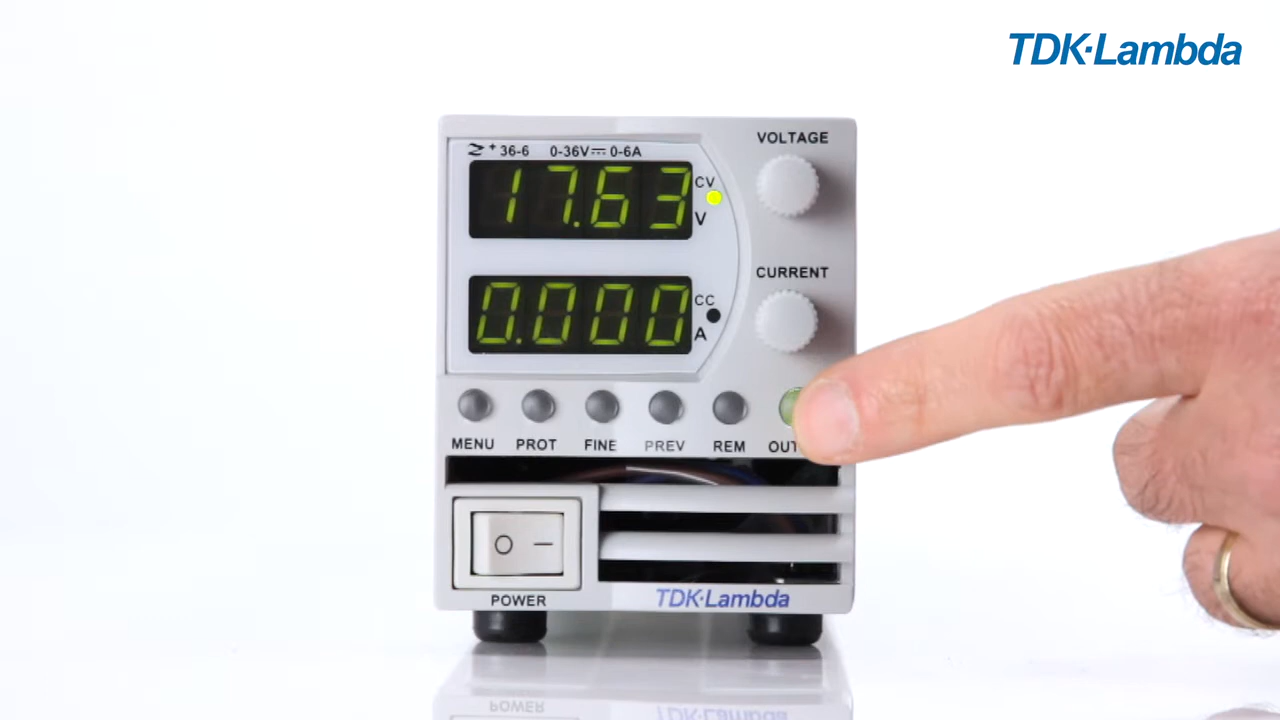 TDK·Lambda
VOLTAGE
Z+ 36-6 0-36V⎓ 0-6A
17.63
CV
V
CURRENT
0.000
CC
A
MENU PROT FINE PREV REM OUT
O —
POWER
TDK·Lambda